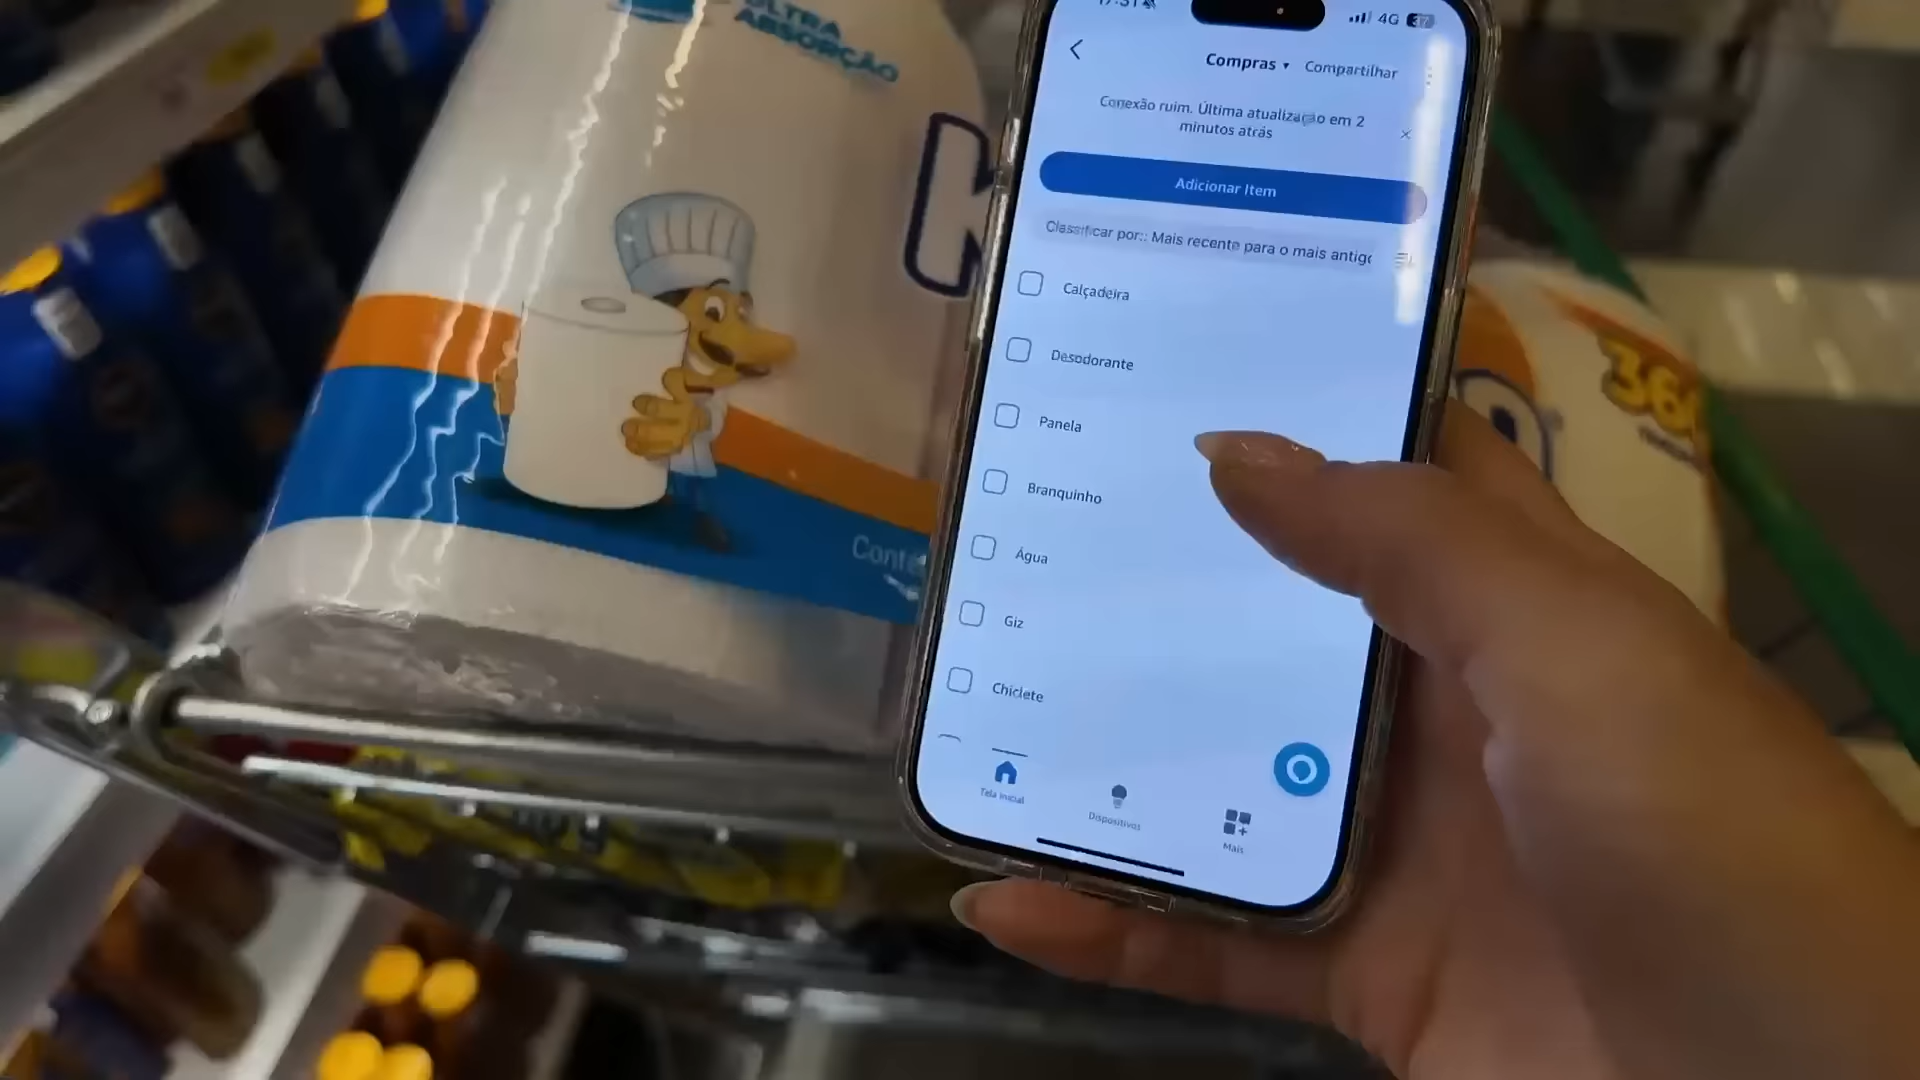 ULTRA
ABSORÇÃO
4G 37
Compras ▾ Compartilhar
Conexão ruim. Última atualização em 2
minutos atrás
Adicionar Item
Classificar por:: Mais recente para o mais antigo
Calçadeira
Desodorante
Panela
Branquinho
Água
Giz
Chiclete
Tela Inicial
Dispositivos
Mais